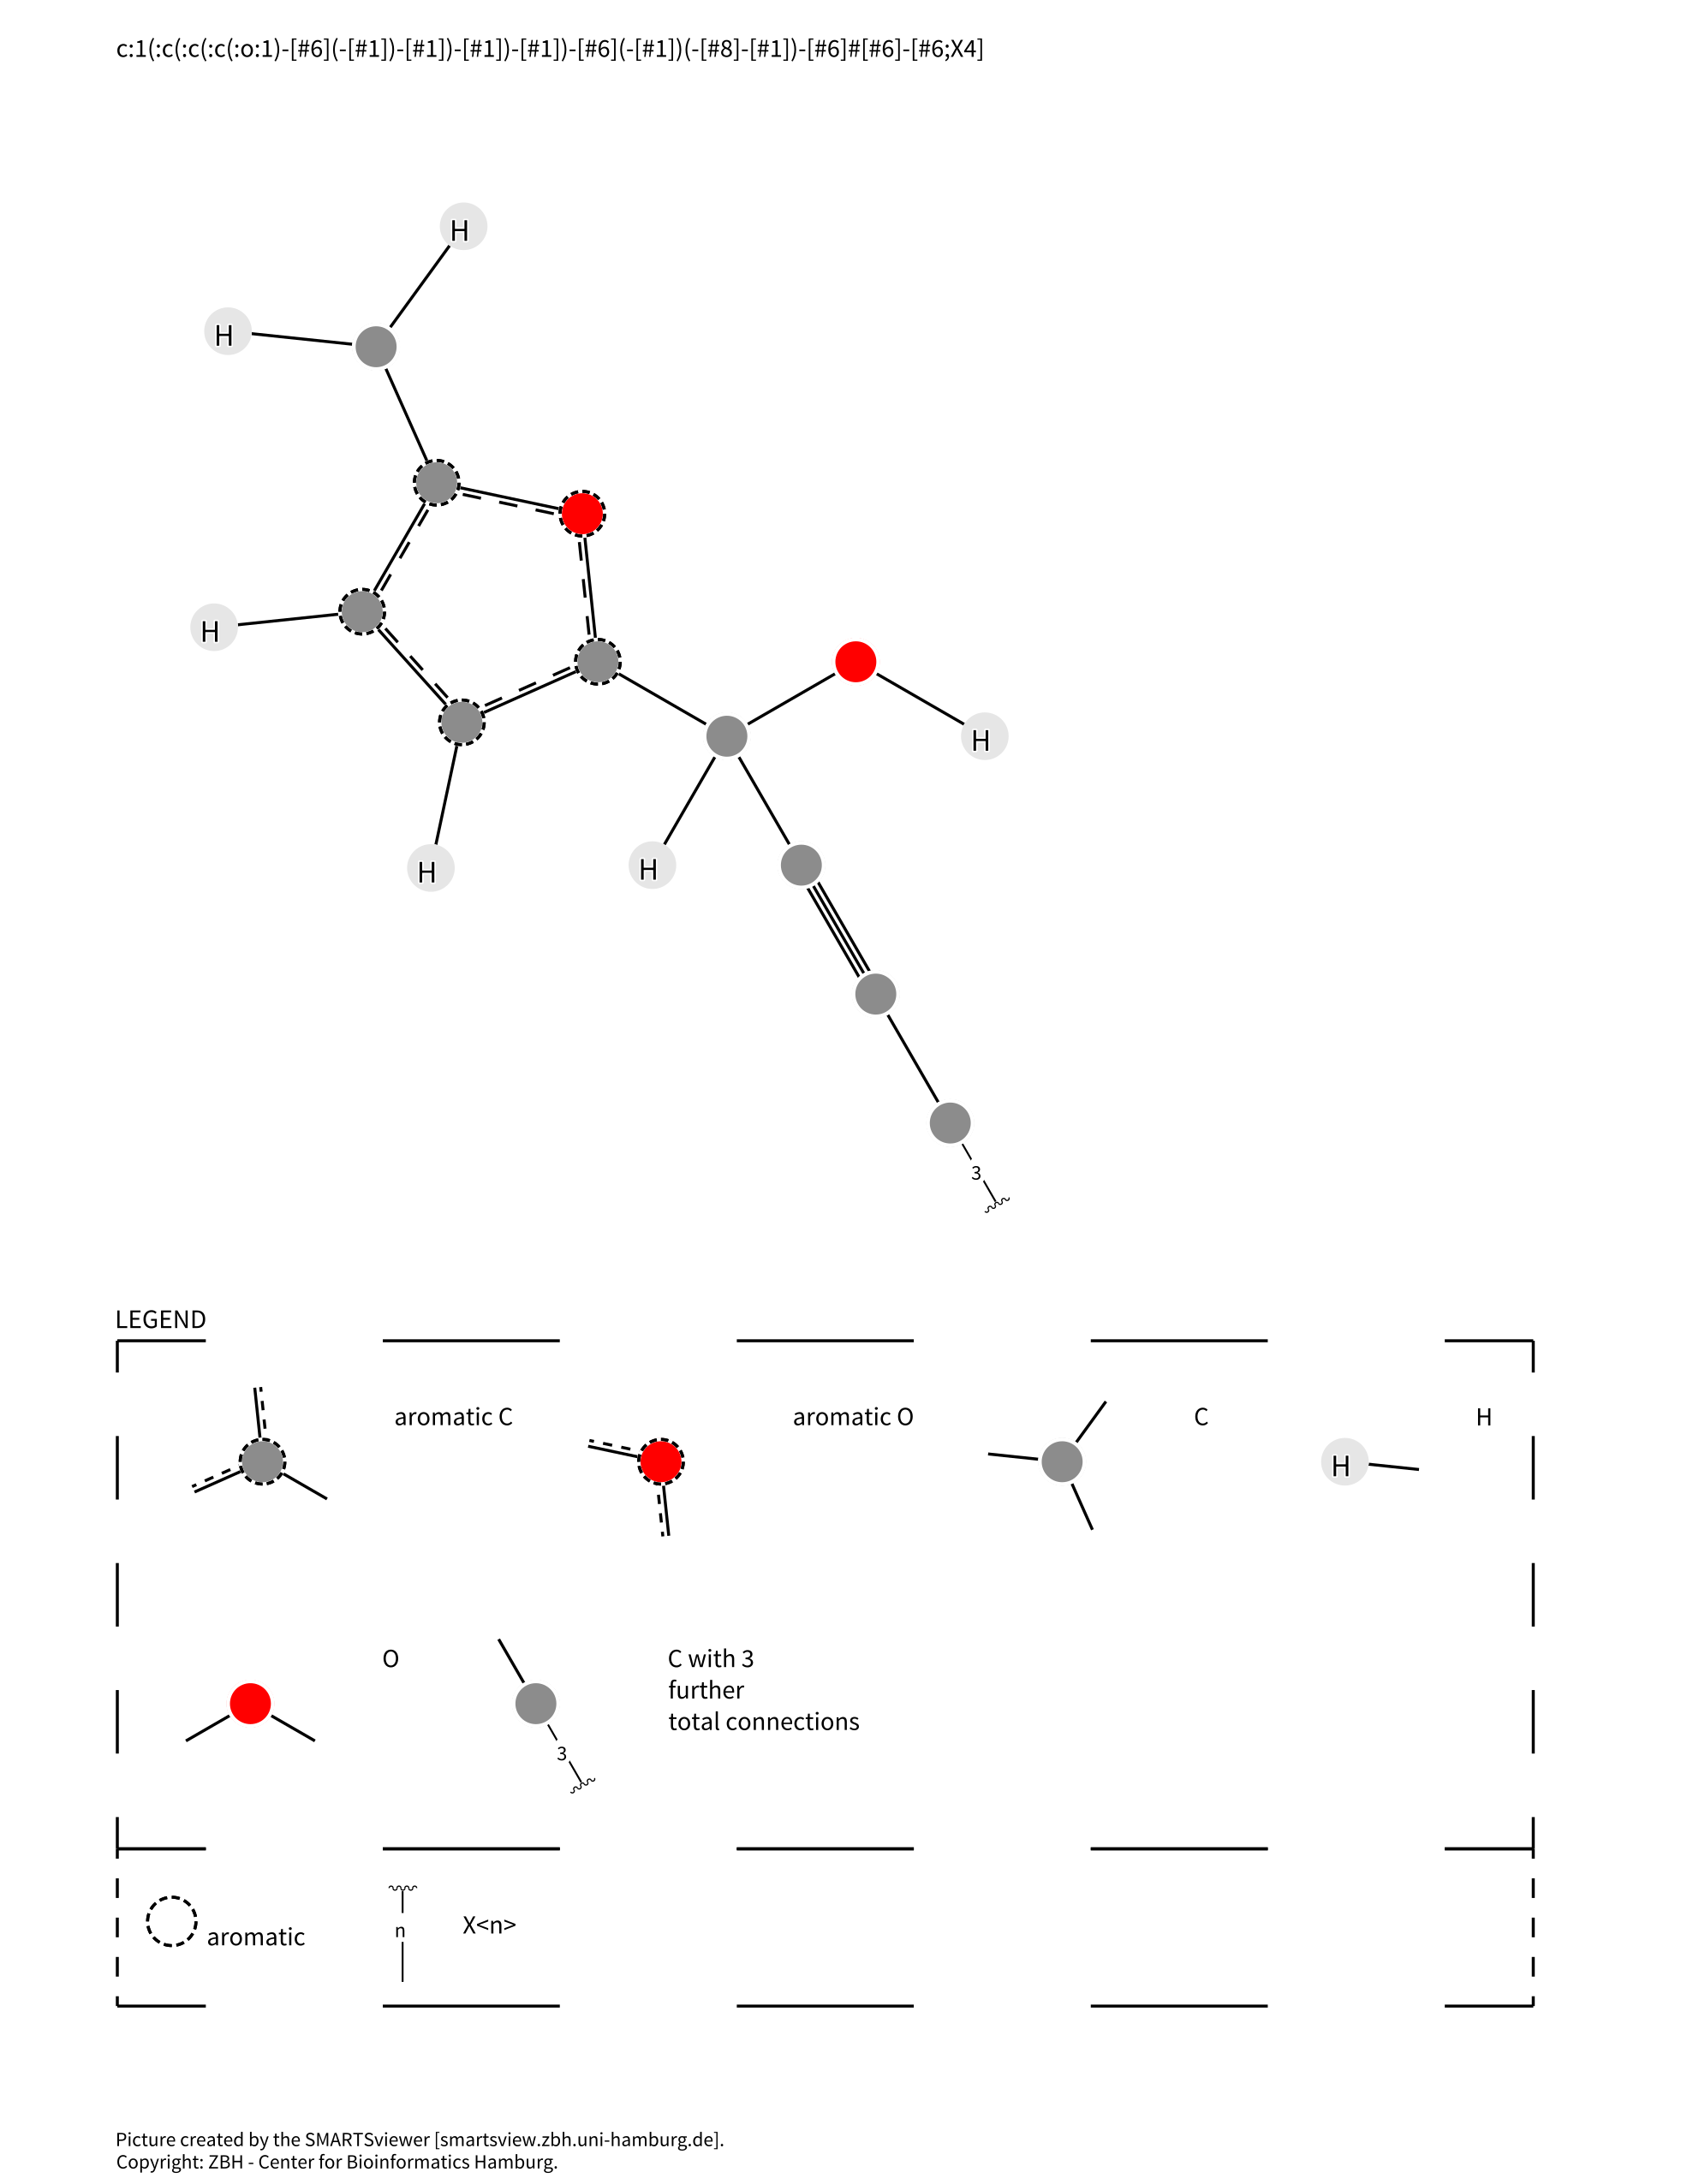 c:1(:c(:c(:c(:o:1)-[#6](-[#1])-[#1])-[#1])-[#1])-[#6](-[#1])(-[#8]-[#1])-[#6]#[#6]-[#6;X4]
H
H
H
H
H
H
3
LEGEND
aromatic C
aromatic O
C
H
H
O
C with 3
further
total connections
3
aromatic
n
X<n>
Picture created by the SMARTSviewer [smartsview.zbh.uni-hamburg.de].
Copyright: ZBH - Center for Bioinformatics Hamburg.